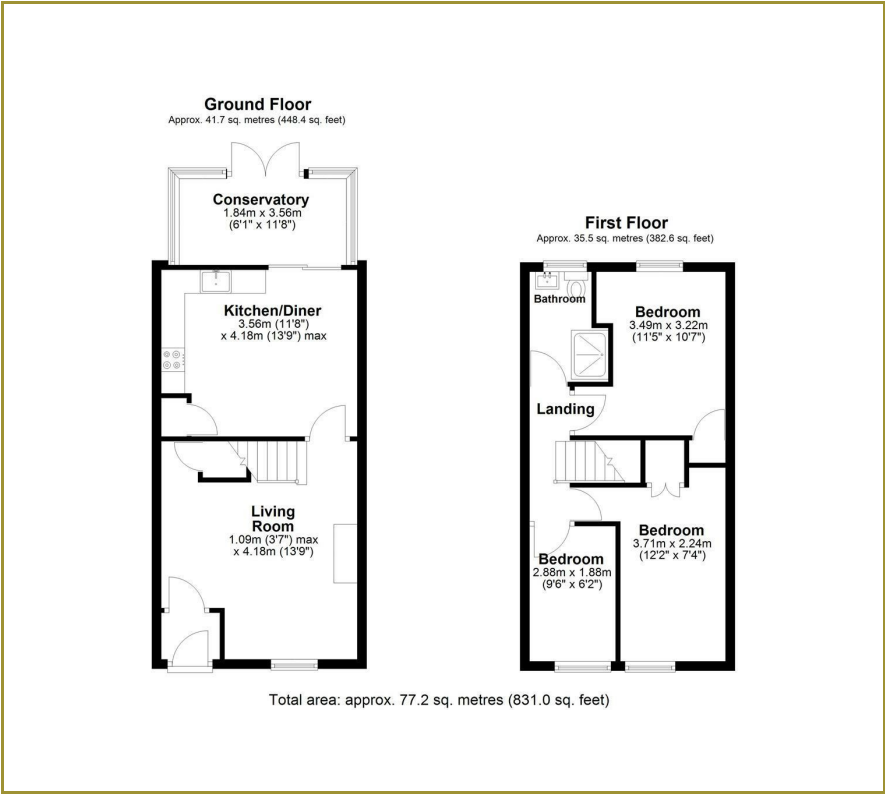 Ground Floor
Approx. 41.7 sq. metres (448.4 sq. feet)
Conservatory
1.84m x 3.56m
(6'1" x 11'8")
Kitchen/Diner
3.56m (11'8")
x 4.18m (13'9") max
Living
Room
1.09m (3'7") max
x 4.18m (13'9")
First Floor
Approx. 35.5 sq. metres (382.6 sq. feet)
Bathroom
Bedroom
3.49m x 3.22m
(11'5" x 10'7")
Landing
Bedroom
3.71m x 2.24m
(12'2" x 7'4")
Bedroom
2.88m x 1.88m
(9'6" x 6'2")
Total area: approx. 77.2 sq. metres (831.0 sq. feet)